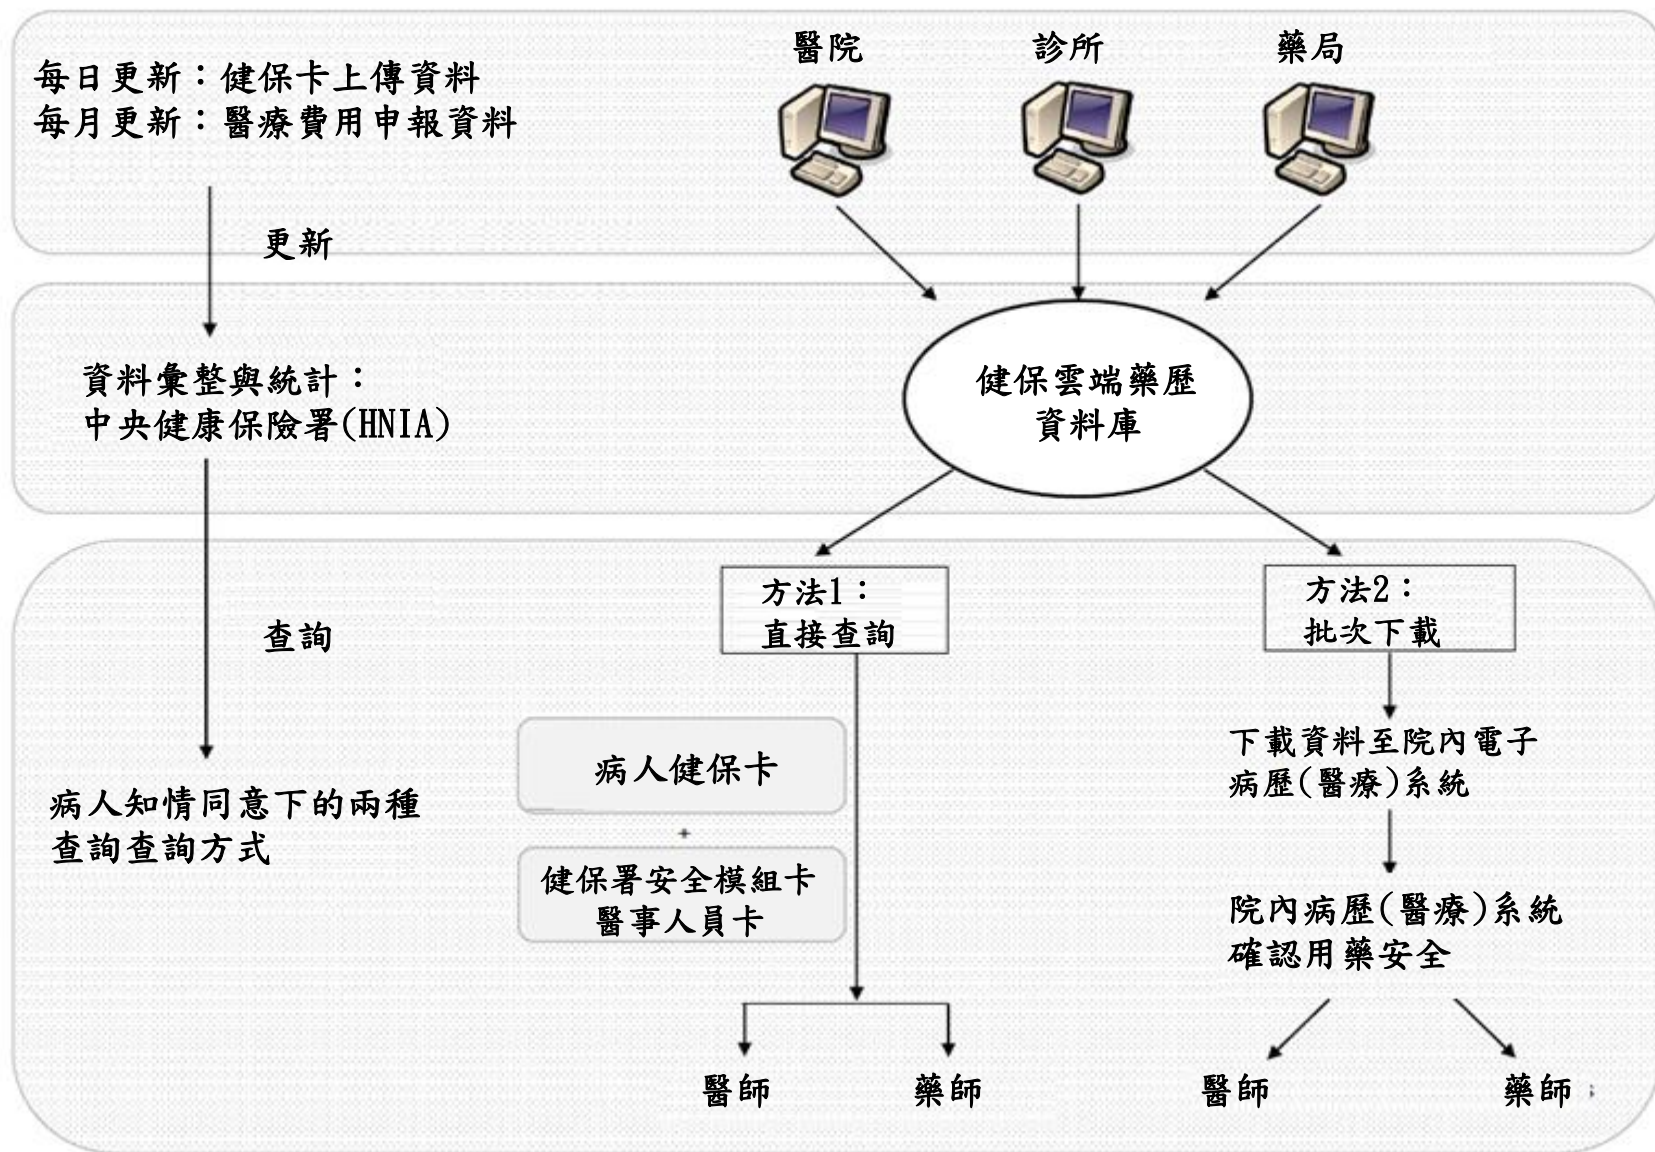 每日更新：健保卡上傳資料
每月更新：醫療費用申報資料
醫院
診所
藥局
更新
資料彙整與統計：
中央健康保險署(HNIA)
健保雲端藥歷
資料庫
查詢
病人知情同意下的兩種
查詢查詢方式
方法1：
直接查詢
病人健保卡
+
健保署安全模組卡
醫事人員卡
醫師
藥師
方法2：
批次下載
下載資料至院內電子
病歷(醫療)系統
院內病歷(醫療)系統
確認用藥安全
醫師
藥師